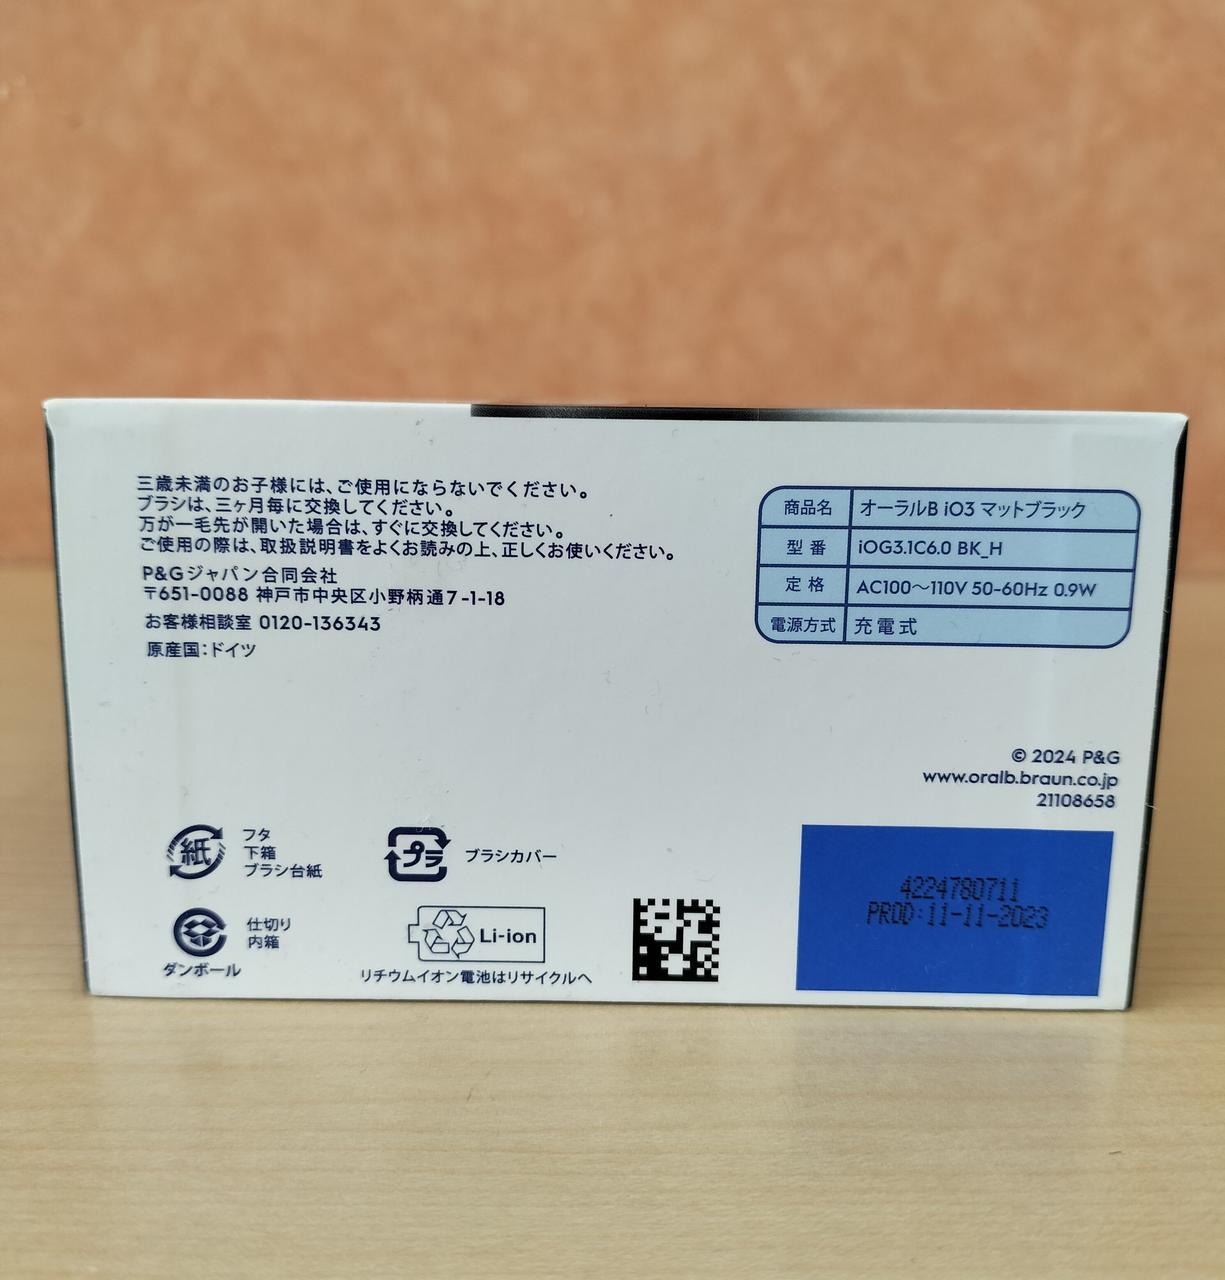 三歳未満のお子様には、ご使用にならないでください。
ブラシは、三ヶ月毎に交換してください。
万が一毛先が開いた場合は、すぐに交換してください。
ご使用の際は、取扱説明書をよくお読みの上、正しくお使いください。
P&Gジャパン合同会社
〒651-0088 神戸市中央区小野柄通7-1-18
お客様相談室 0120-136343
原産国:ドイツ
商品名 オーラルB iO3 マットブラック
型番 iOG3.1C6.0 BK_H
定格 AC100～110V 50-60Hz 0.9W
電源方式 充電式
© 2024 P&G
www.oralb.braun.co.jp
21108658
紙
フタ
下箱
ブラシ台紙
プラ
ブラシカバー
ダンボール
仕切り
内箱
Li-ion
リチウムイオン電池はリサイクルへ
4224780711
PROD:11-11-2023